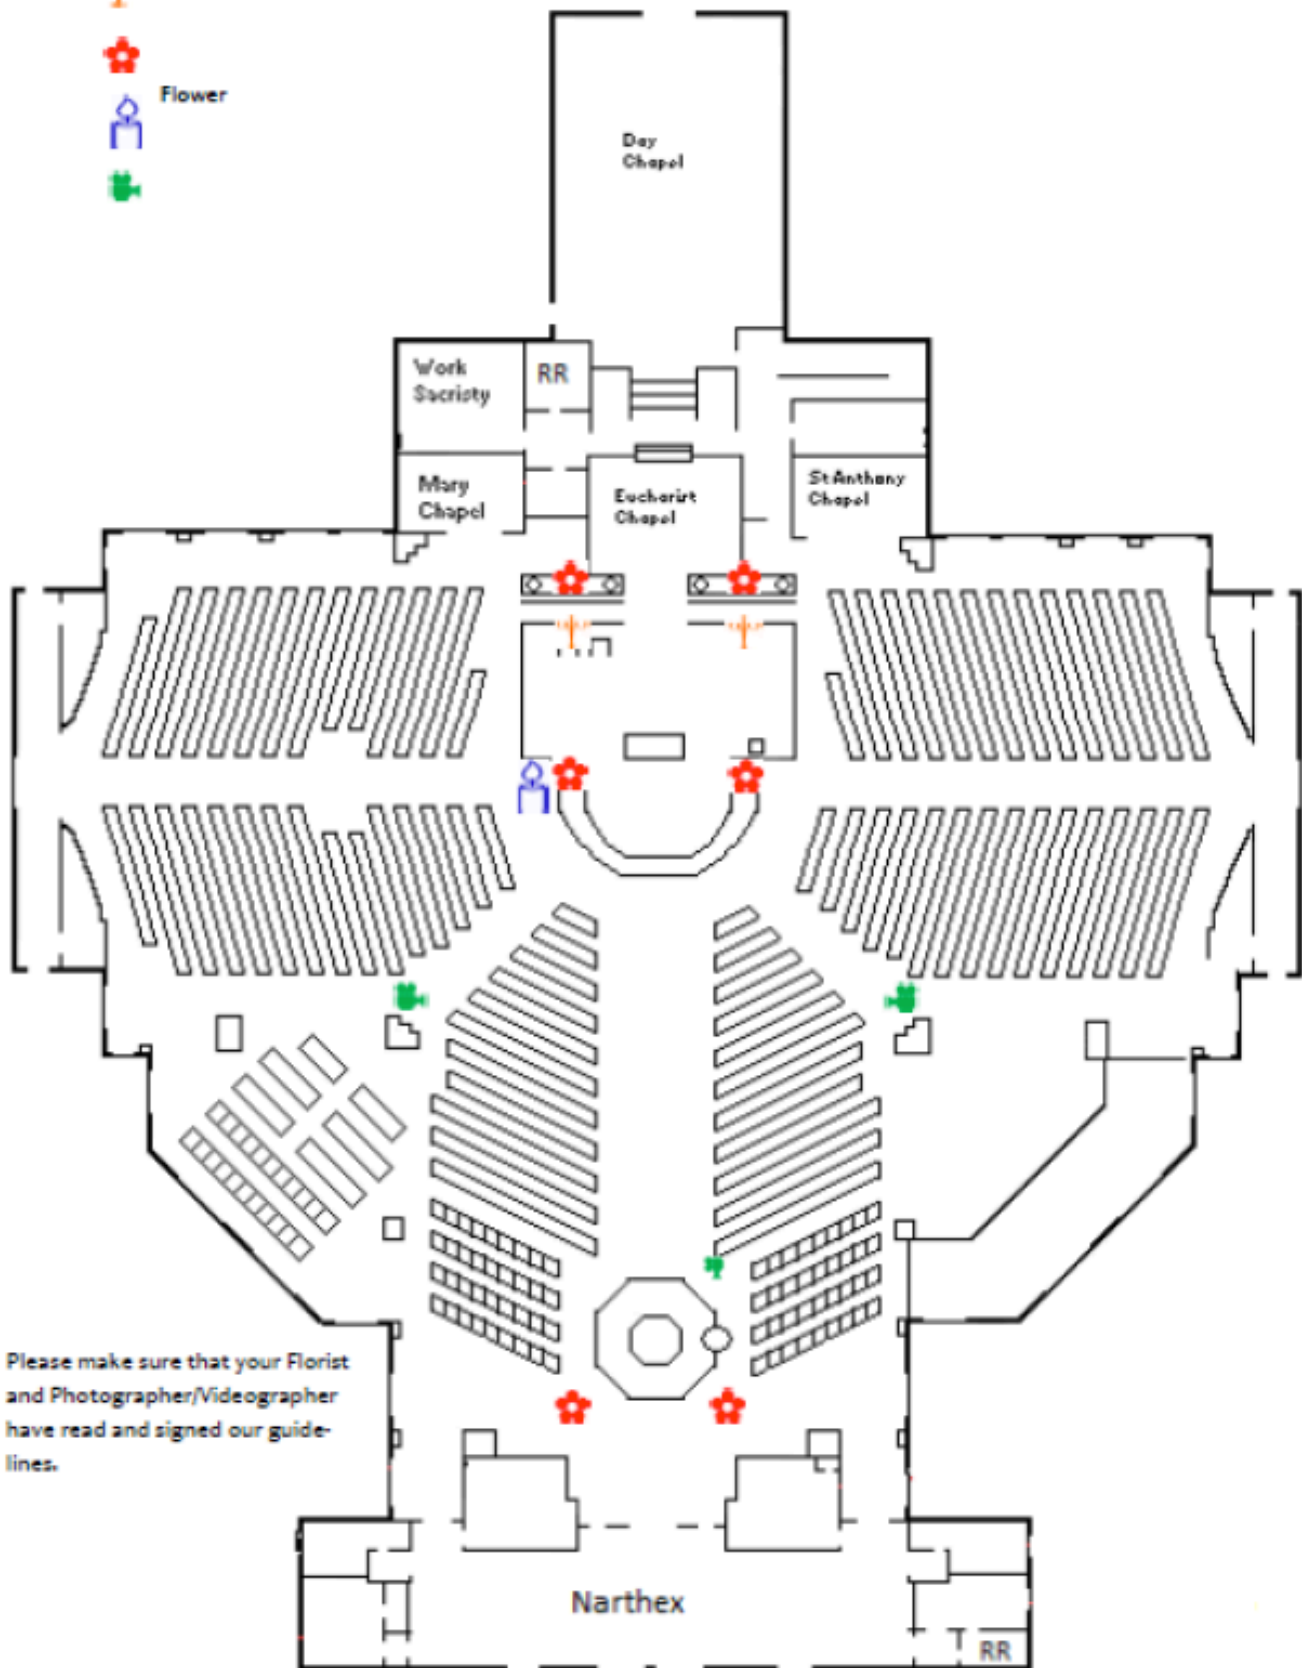 Flower
Day
Chapel
Work
Sacristy
RR
Mary
Chapel
Eucharist
Chapel
St Anthony
Chapel
Please make sure that your Florist
and Photographer/Videographer
have read and signed our guide-
lines.
Narthex
RR